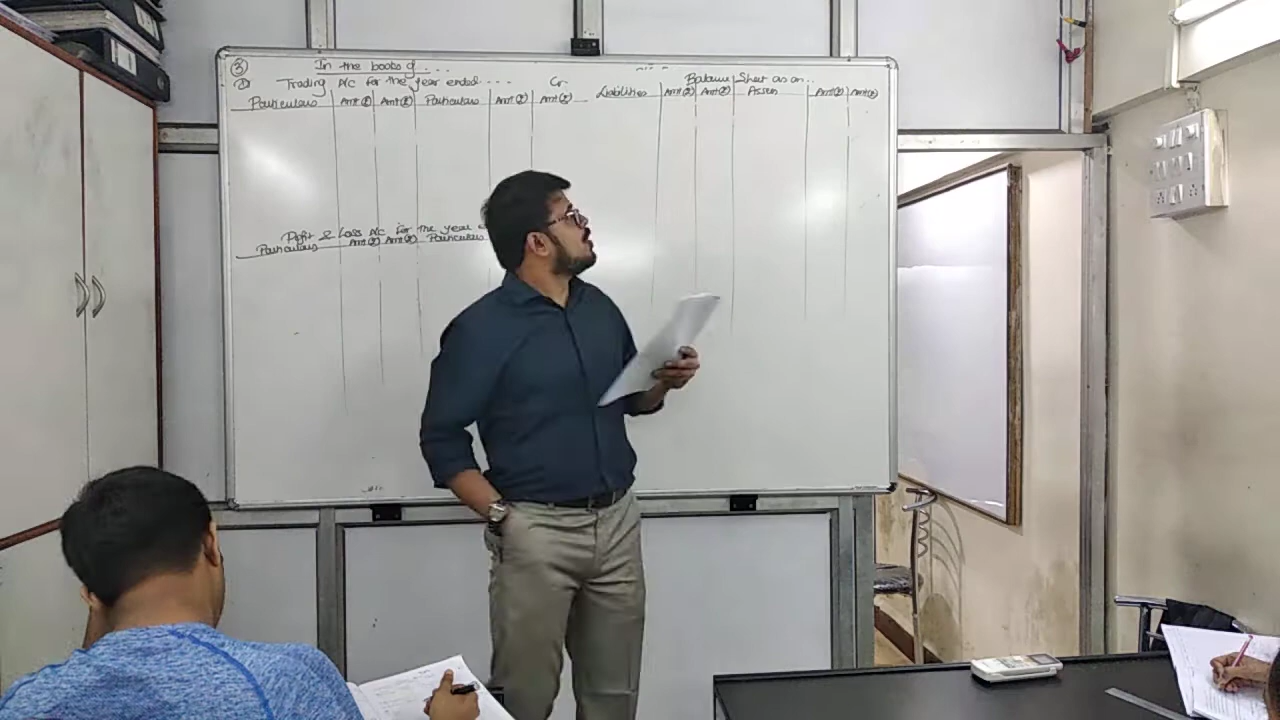 ③ In the books of ...
Trading A/c for the year ended .... Cr
Particulars Amt(₹) Amt(₹) Particulars Amt(₹) Amt(₹)
Profit & Loss A/c for the year
Particulars Amt(₹) Amt(₹) Particulars
Balance Sheet as on..
Liabilities Amt(₹) Amt(₹) Assets Amt(₹) Amt(₹)